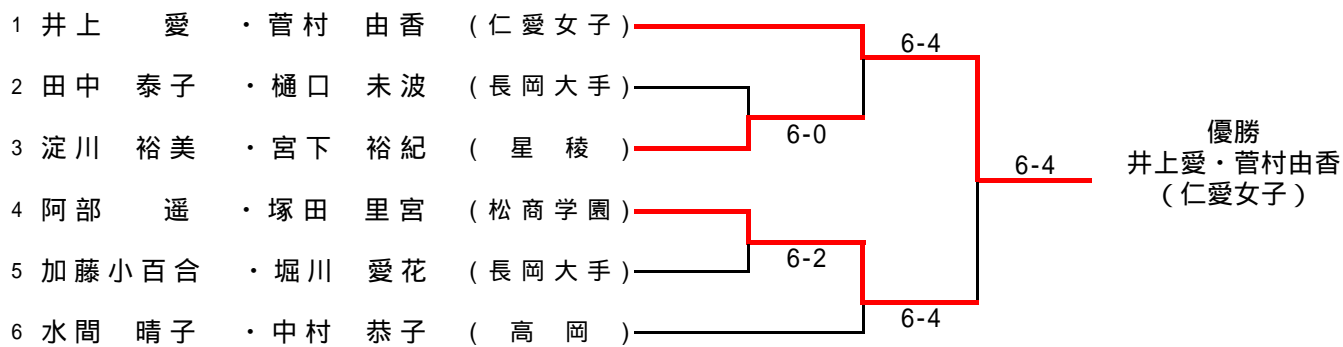 1 井上 愛 ・菅村 由香 (仁愛女子)
6-4
2 田中 泰子 ・樋口 未波 (長岡大手)
6-0
3 淀川 裕美 ・宮下 裕紀 (星稜)
優勝
井上愛・菅村由香
(仁愛女子)
6-4
4 阿部 遥 ・塚田 里宮 (松商学園)
6-2
5 加藤小百合 ・堀川 愛花 (長岡大手)
6-4
6 水間 晴子 ・中村 恭子 (高岡)